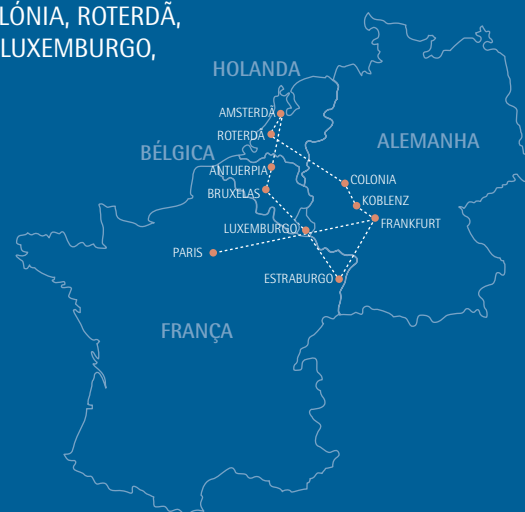 LÓNIA, ROTERDÃ,
LUXEMBURGO,
HOLANDA
AMSTERDÃ
ROTERDÃ
ALEMANHA
BÉLGICA
ANTUERPIA
COLONIA
BRUXELAS
KOBLENZ
LUXEMBURGO
FRANKFURT
PARIS
ESTRABURGO
FRANÇA